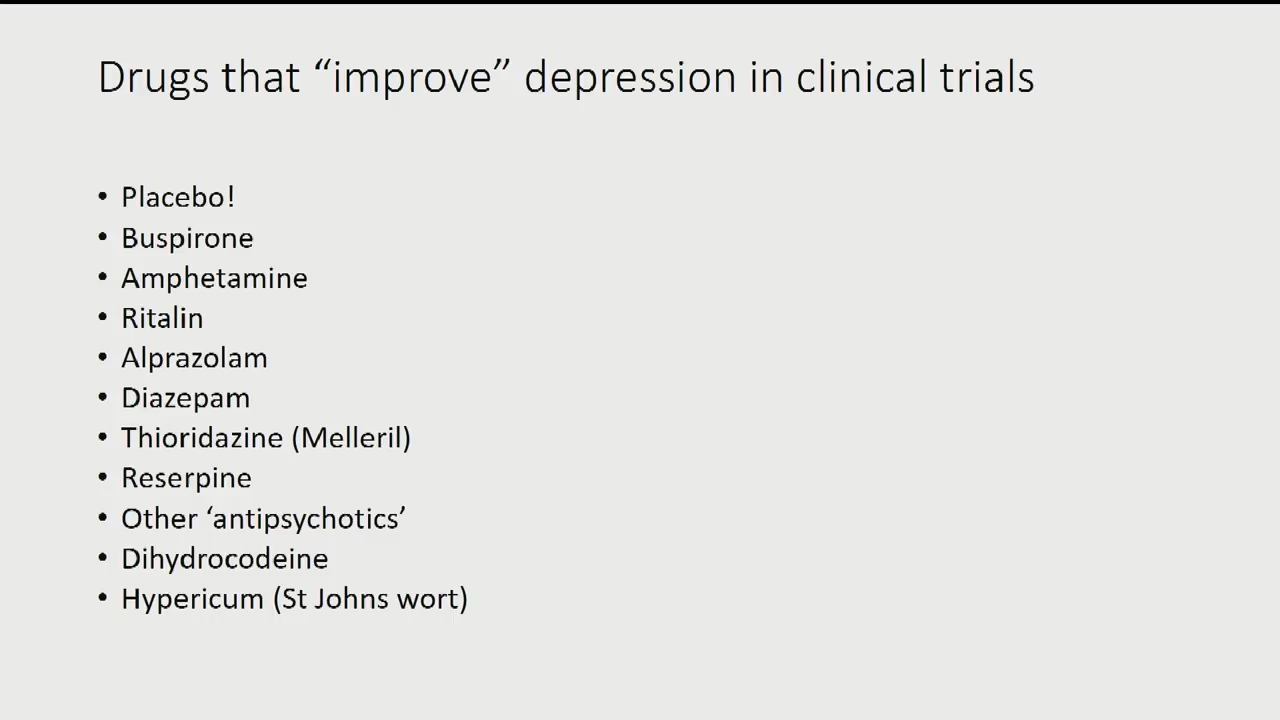 Drugs that “improve” depression in clinical trials
• Placebo!
• Buspirone
• Amphetamine
• Ritalin
• Alprazolam
• Diazepam
• Thioridazine (Melleril)
• Reserpine
• Other ‘antipsychotics’
• Dihydrocodeine
• Hypericum (St Johns wort)